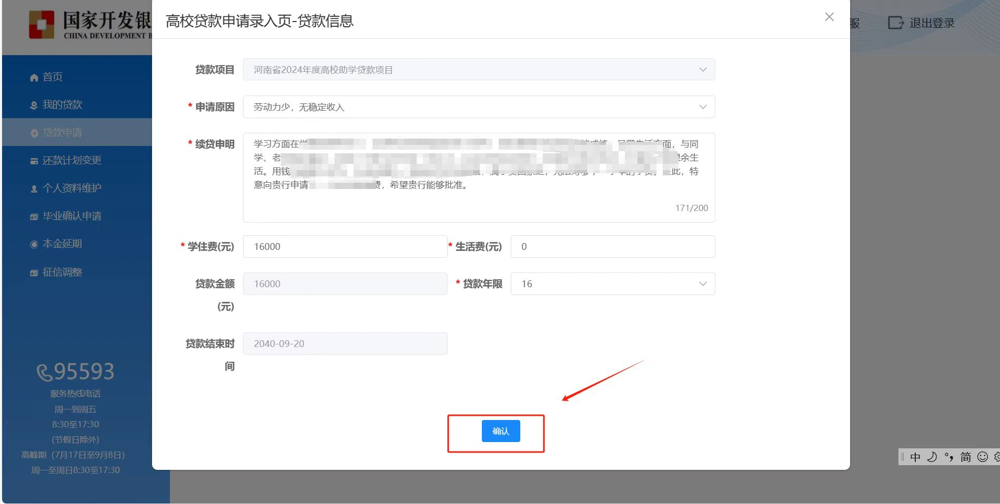 国家开发银
CHINA DEVELOPMENT
服
退出登录
首页
我的贷款
贷款申请
还款计划变更
个人资料维护
毕业确认申请
本金延期
征信调整
95593
服务热线电话
周一到周五
8:30至17:30
(节假日除外)
高峰期（7月17日至9月8日）
周一至周日8:30至17:30
高校贷款申请录入页-贷款信息
贷款项目
河南省2024年度高校助学贷款项目
* 申请原因
劳动力少，无稳定收入
* 续贷申明
学习方面在 面，与同
学、老 余生
活。用钱 此，特
意向贵行申请 费，希望贵行能够批准。
171/200
* 学住费(元)
16000
* 生活费(元)
0
贷款金额
(元)
16000
* 贷款年限
16
贷款结束时
间
2040-09-20
确认
中 简